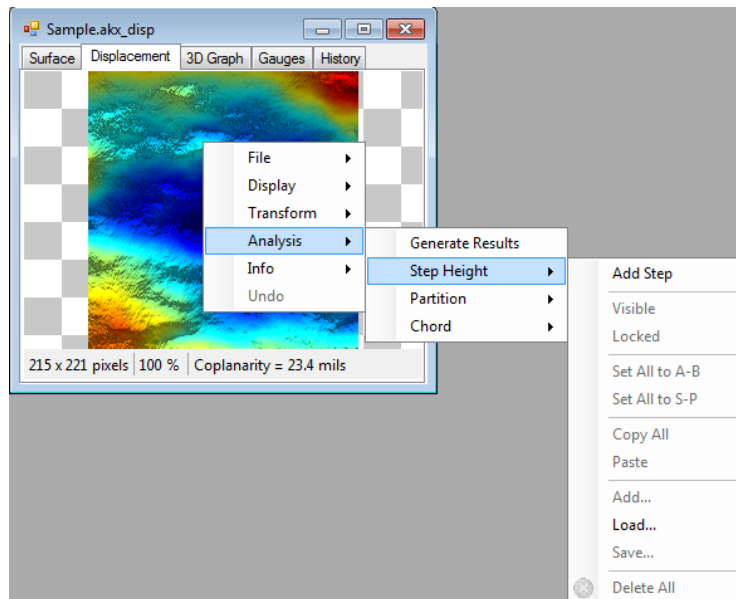 Sample.akx_disp
Surface Displacement 3D Graph Gauges History
File
Display
Transform
Analysis
Info
Undo
Generate Results
Step Height
Partition
Chord
Add Step
Visible
Locked
Set All to A-B
Set All to S-P
Copy All
Paste
Add...
Load...
Save...
Delete All
215 x 221 pixels 100 % Coplanarity = 23.4 mils